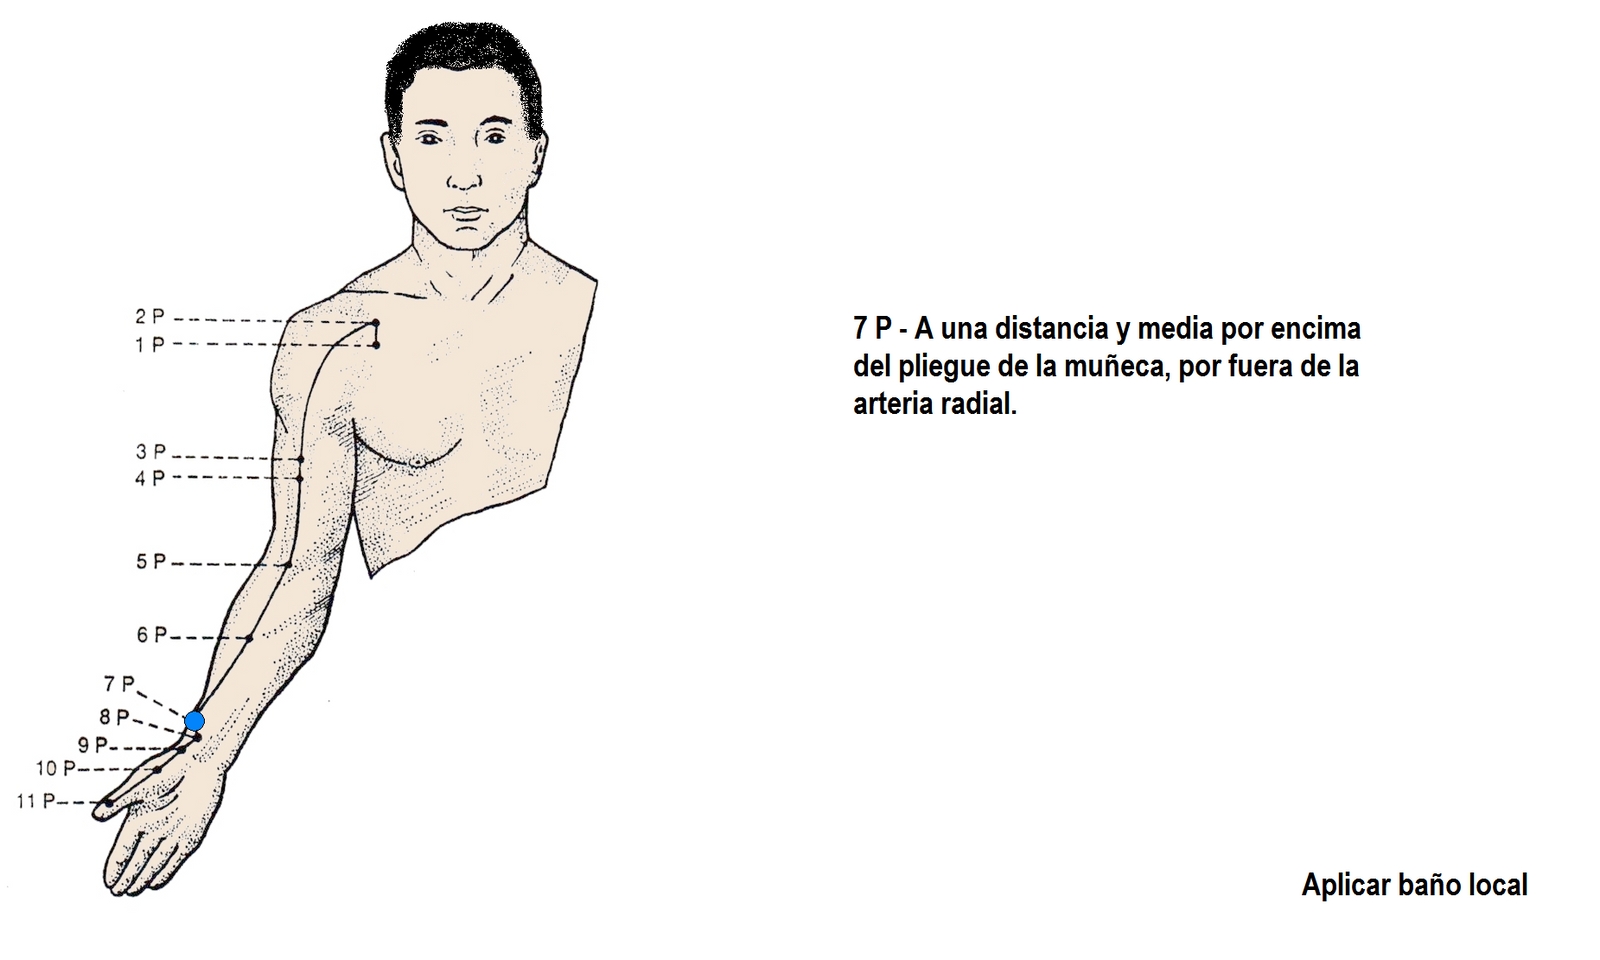 2 P
1 P
3 P
4 P
5 P
6 P
7 P
8 P
9 P
10 P
11 P
7 P - A una distancia y media por encima
del pliegue de la muñeca, por fuera de la
arteria radial.
Aplicar baño local